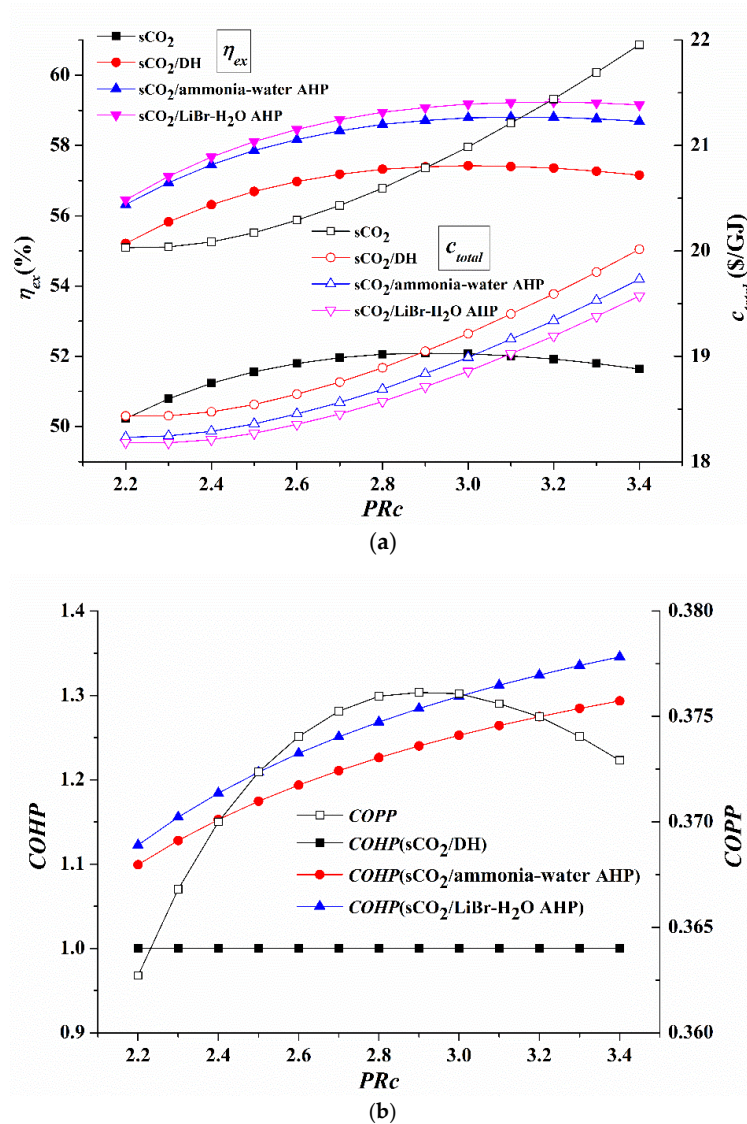 sCO2
ηex
sCO2/DH
sCO2/ammonia-water AHP
sCO2/LiBr-H2O AHP
22
60
58
21
56
sCO2
ctotal
sCO2/DH
sCO2/ammonia-water AHP
sCO2/LiBr-H2O AHP
20
54
52
19
50
18
ηex(%)
ctotal ($/GJ)
2.2 2.4 2.6 2.8 3.0 3.2 3.4
PRc
(a)
1.4
1.3
1.2
1.1
1.0
0.9
COHP
0.380
0.375
0.370
0.364
0.360
COPP
COPP
COHP(sCO2/DH)
COHP(sCO2/ammonia-water AHP)
COHP(sCO2/LiBr-H2O AHP)
2.2 2.4 2.6 2.8 3.0 3.2 3.4
PRc
(b)